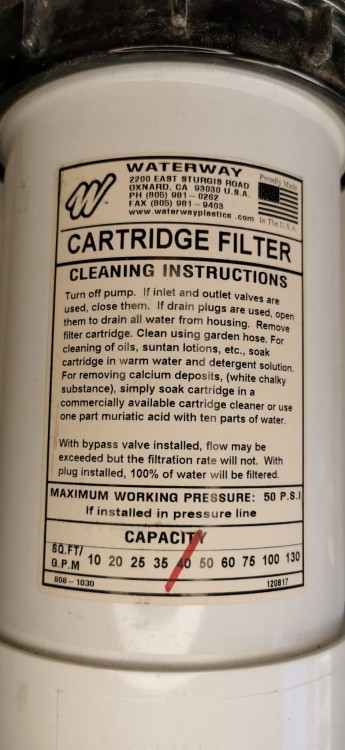 WATERWAY
2200 EAST STURGIS ROAD
OXNARD, CA 93030 U.S.A.
PH (805) 981-0262
FAX (805) 981-9403
www.waterwayplastics.com
Proudly Made
In The U.S.A.
W
CARTRIDGE FILTER
CLEANING INSTRUCTIONS
Turn off pump. If inlet and outlet valves are
used, close them. If drain plugs are used, open
them to drain all water from housing. Remove
filter cartridge. Clean using garden hose. For
cleaning of oils, suntan lotions, etc., soak
cartridge in warm water and detergent solution.
For removing calcium deposits, (white chalky
substance), simply soak cartridge in a
commercially available cartridge cleaner or use
one part muriatic acid with ten parts of water.
With bypass valve installed, flow may be
exceeded but the filtration rate will not. With
plug installed, 100% of water will be filtered.
MAXIMUM WORKING PRESSURE: 50 P.S.I
If installed in pressure line
CAPACITY
SQ.FT/
G.P.M 10 20 25 35 40 50 60 75 100 130
808-1030 120817